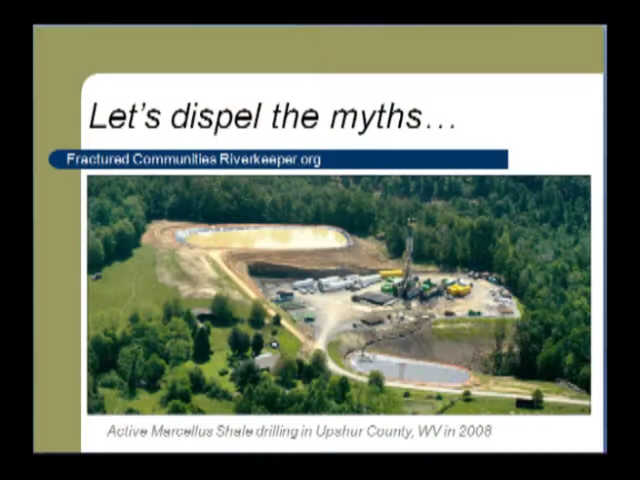 Let's dispel the myths...
Fractured Communities Riverkeeper.org
Active Marcellus Shale drilling in Upshur County, WV in 2008